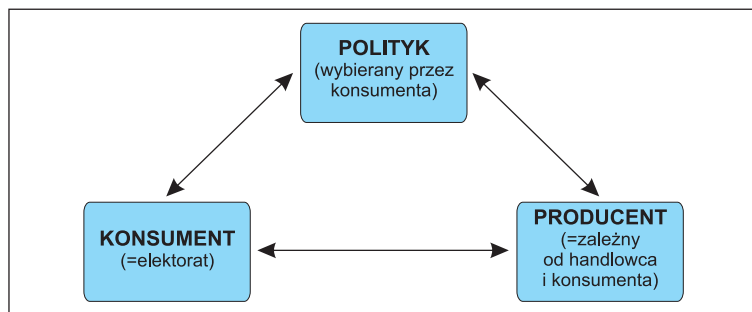 POLITYK
(wybierany przez
konsumenta)
KONSUMENT
(=elektorat)
PRODUCENT
(=zależny
od handlowca
i konsumenta)